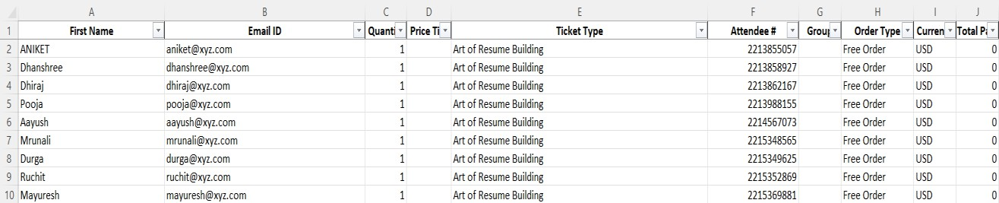 A B C D E F G H I J
1 First Name Email ID Quanti Price Ti Ticket Type Attendee # Group Order Type Curren Total Pa
2 ANIKET aniket@xyz.com 1 Art of Resume Building 2213855057 Free Order USD 0
3 Dhanshree dhanshree@xyz.com 1 Art of Resume Building 2213858927 Free Order USD 0
4 Dhiraj dhiraj@xyz.com 1 Art of Resume Building 2213862167 Free Order USD 0
5 Pooja pooja@xyz.com 1 Art of Resume Building 2213988155 Free Order USD 0
6 Aayush aayush@xyz.com 1 Art of Resume Building 2214567073 Free Order USD 0
7 Mrunali mrunali@xyz.com 1 Art of Resume Building 2215348565 Free Order USD 0
8 Durga durga@xyz.com 1 Art of Resume Building 2215349625 Free Order USD 0
9 Ruchit ruchit@xyz.com 1 Art of Resume Building 2215352869 Free Order USD 0
10 Mayuresh mayuresh@xyz.com 1 Art of Resume Building 2215369881 Free Order USD 0